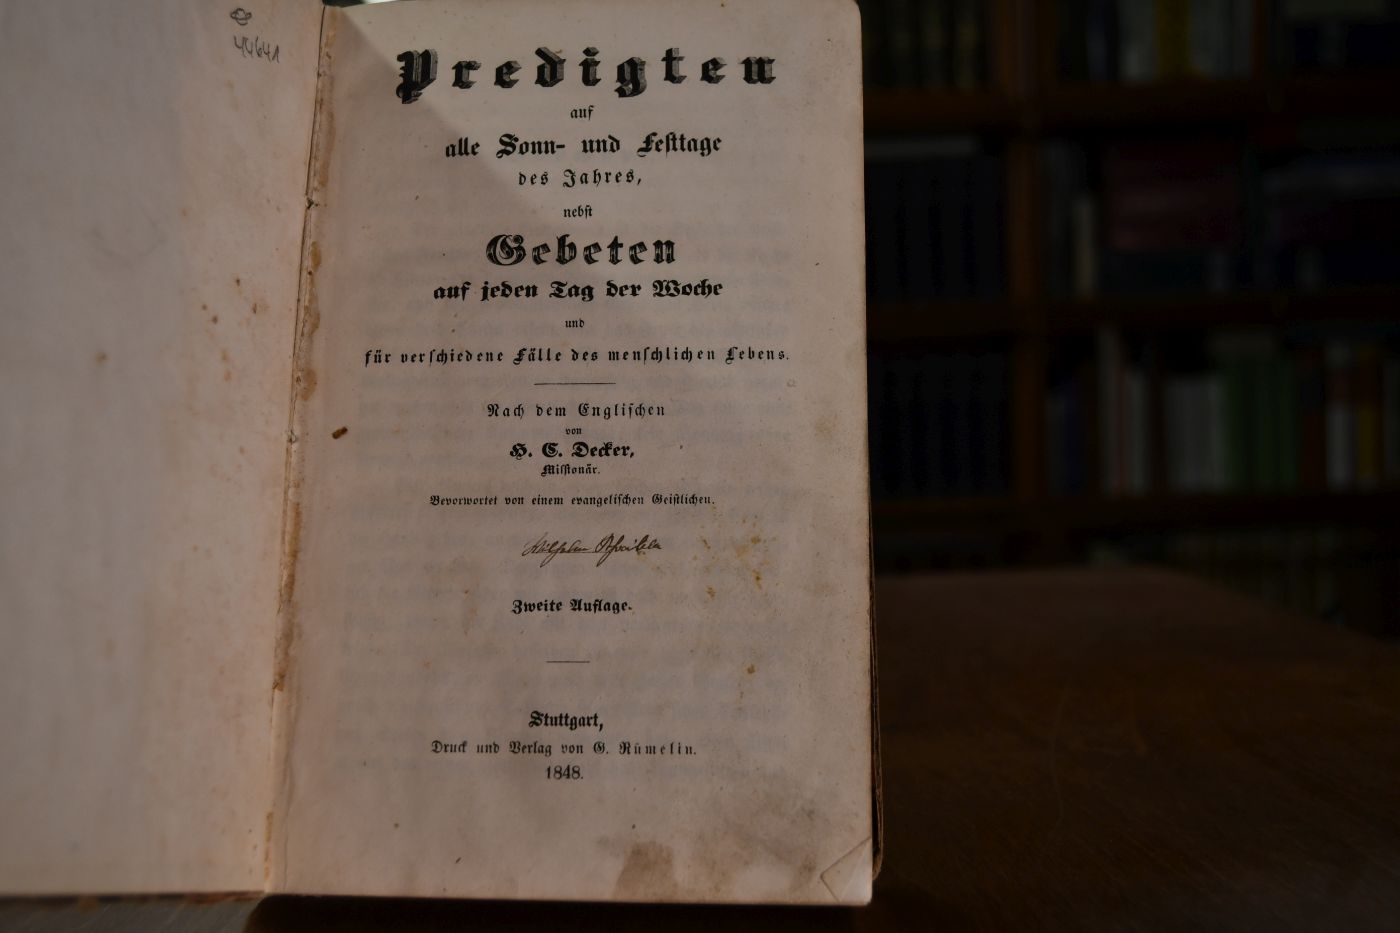 44641
Predigten
auf
alle Sonn- und Festtage
des Jahres,
nebst
Gebeten
auf jeden Tag der Woche
und
für verschiedene Fälle des menschlichen Lebens.
Nach dem Englischen
von
H. C. Decker,
Missionär.
Bevorwortet von einem evangelischen Geistlichen.
Wilhelm
Zweite Auflage.
Stuttgart,
Druck und Verlag von G. Rümelin.
1848.